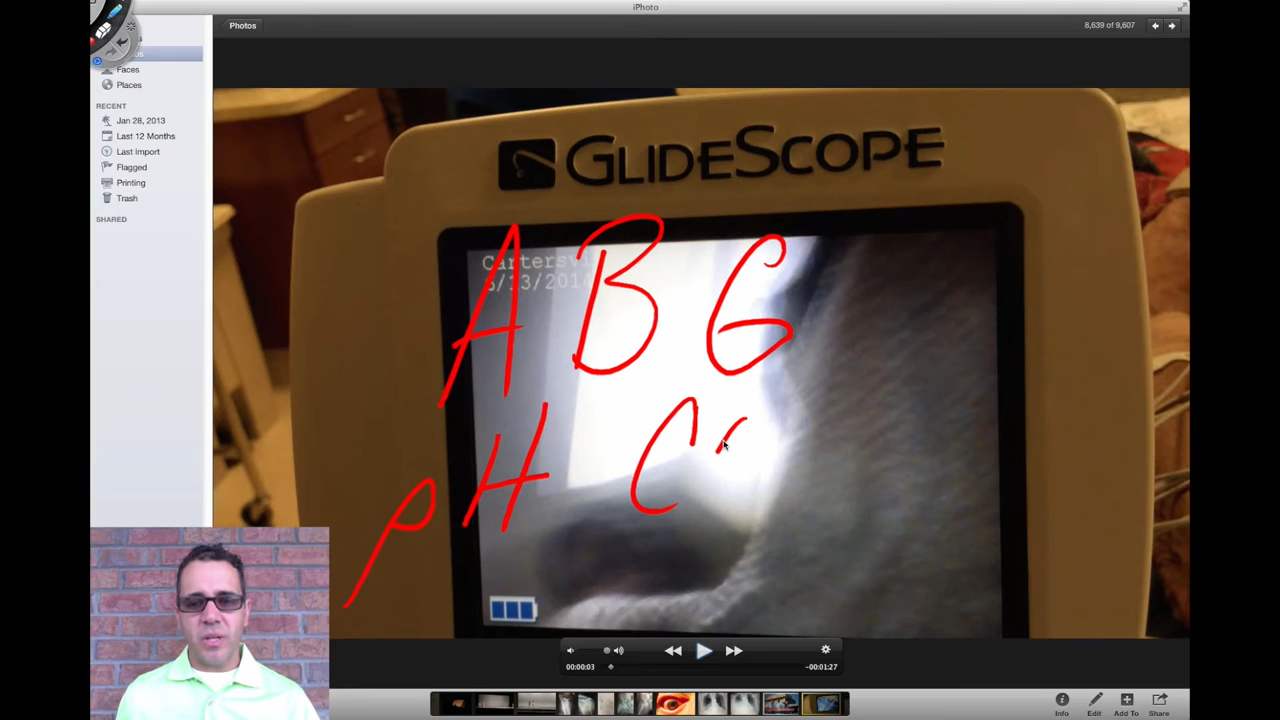 iPhoto
Photos
8,639 of 9,607
Faces
Places
RECENT
Jan 28, 2013
Last 12 Months
Last Import
Flagged
Printing
Trash
SHARED
GLIDESCOPE
A B G
pH C
00:00:03
−00:01:27
Info
Edit
Add To
Share